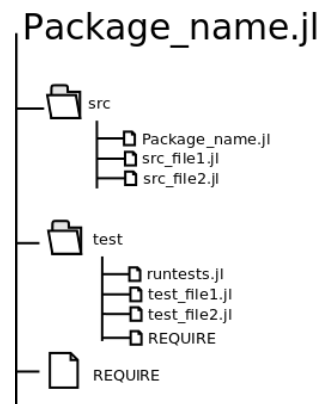 Package_name.jl
src
Package_name.jl
src_file1.jl
src_file2.jl
test
runtests.jl
test_file1.jl
test_file2.jl
REQUIRE
REQUIRE